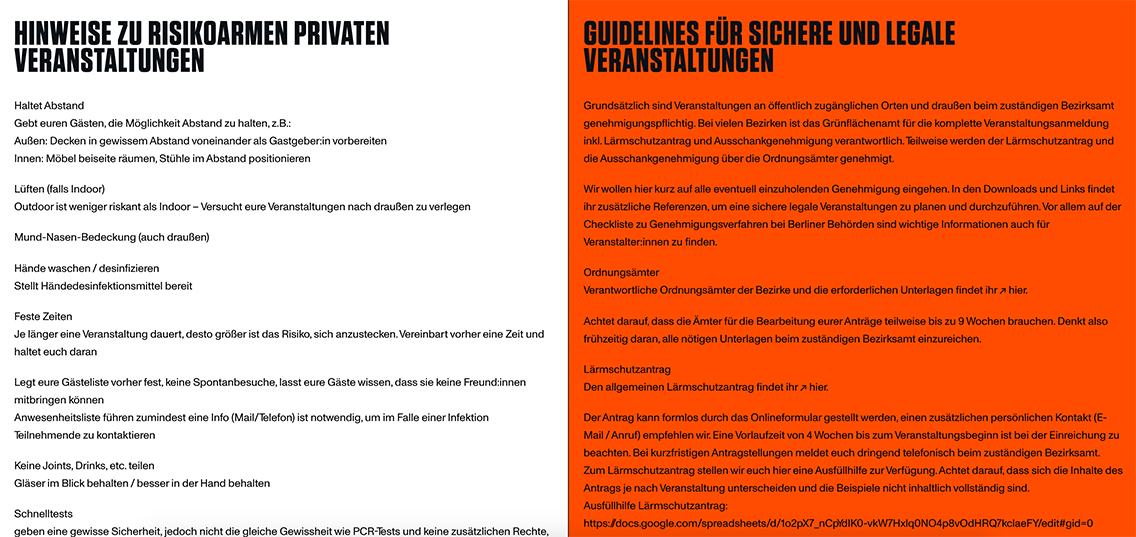 HINWEISE ZU RISIKOARMEN PRIVATEN
VERANSTALTUNGEN
Haltet Abstand
Gebt euren Gästen, die Möglichkeit Abstand zu halten, z.B.:
Außen: Decken in gewissem Abstand voneinander als Gastgeber:in vorbereiten
Innen: Möbel beiseite räumen, Stühle im Abstand positionieren
Lüften (falls Indoor)
Outdoor ist weniger riskant als Indoor – Versucht eure Veranstaltungen nach draußen zu verlegen
Mund-Nasen-Bedeckung (auch draußen)
Hände waschen / desinfizieren
Stellt Händedesinfektionsmittel bereit
Feste Zeiten
Je länger eine Veranstaltung dauert, desto größer ist das Risiko, sich anzustecken. Vereinbart vorher eine Zeit und
haltet euch daran
Legt eure Gästeliste vorher fest, keine Spontanbesuche, lasst eure Gäste wissen, dass sie keine Freund:innen
mitbringen können
Anwesenheitsliste führen zumindest eine Info (Mail/Telefon) ist notwendig, um im Falle einer Infektion
Teilnehmende zu kontaktieren
Keine Joints, Drinks, etc. teilen
Gläser im Blick behalten / besser in der Hand behalten
Schnelltests
geben eine gewisse Sicherheit, jedoch nicht die gleiche Gewissheit wie PCR-Tests und keine zusätzlichen Rechte,
GUIDELINES FÜR SICHERE UND LEGALE
VERANSTALTUNGEN
Grundsätzlich sind Veranstaltungen an öffentlich zugänglichen Orten und draußen beim zuständigen Bezirksamt
genehmigungspflichtig. Bei vielen Bezirken ist das Grünflächenamt für die komplette Veranstaltungsanmeldung
inkl. Lärmschutzantrag und Ausschankgenehmigung verantwortlich. Teilweise werden der Lärmschutzantrag und
die Ausschankgenehmigung über die Ordnungsämter genehmigt.
Wir wollen hier kurz auf alle eventuell einzuholenden Genehmigung eingehen. In den Downloads und Links findet
ihr zusätzliche Referenzen, um eine sichere legale Veranstaltungen zu planen und durchzuführen. Vor allem auf der
Checkliste zu Genehmigungsverfahren bei Berliner Behörden sind wichtige Informationen auch für
Veranstalter:innen zu finden.
Ordnungsämter
Verantwortliche Ordnungsämter der Bezirke und die erforderlichen Unterlagen findet ihr ↗ hier.
Achtet darauf, dass die Ämter für die Bearbeitung eurer Anträge teilweise bis zu 9 Wochen brauchen. Denkt also
frühzeitig daran, alle nötigen Unterlagen beim zuständigen Bezirksamt einzureichen.
Lärmschutzantrag
Den allgemeinen Lärmschutzantrag findet ihr ↗ hier.
Der Antrag kann formlos durch das Onlineformular gestellt werden, einen zusätzlichen persönlichen Kontakt (E-
Mail / Anruf) empfehlen wir. Eine Vorlaufzeit von 4 Wochen bis zum Veranstaltungsbeginn ist bei der Einreichung zu
beachten. Bei kurzfristigen Antragstellungen meldet euch dringend telefonisch beim zuständigen Bezirksamt.
Zum Lärmschutzantrag stellen wir euch hier eine Ausfüllhilfe zur Verfügung. Achtet darauf, dass sich die Inhalte des
Antrags je nach Veranstaltung unterscheiden und die Beispiele nicht inhaltlich vollständig sind.
Ausfüllhilfe Lärmschutzantrag:
https://docs.google.com/spreadsheets/d/1o2pX7_nCpYdIK0-vkW7HxIq0NO4p8vOdHRQ7kcIaeFY/edit#gid=0